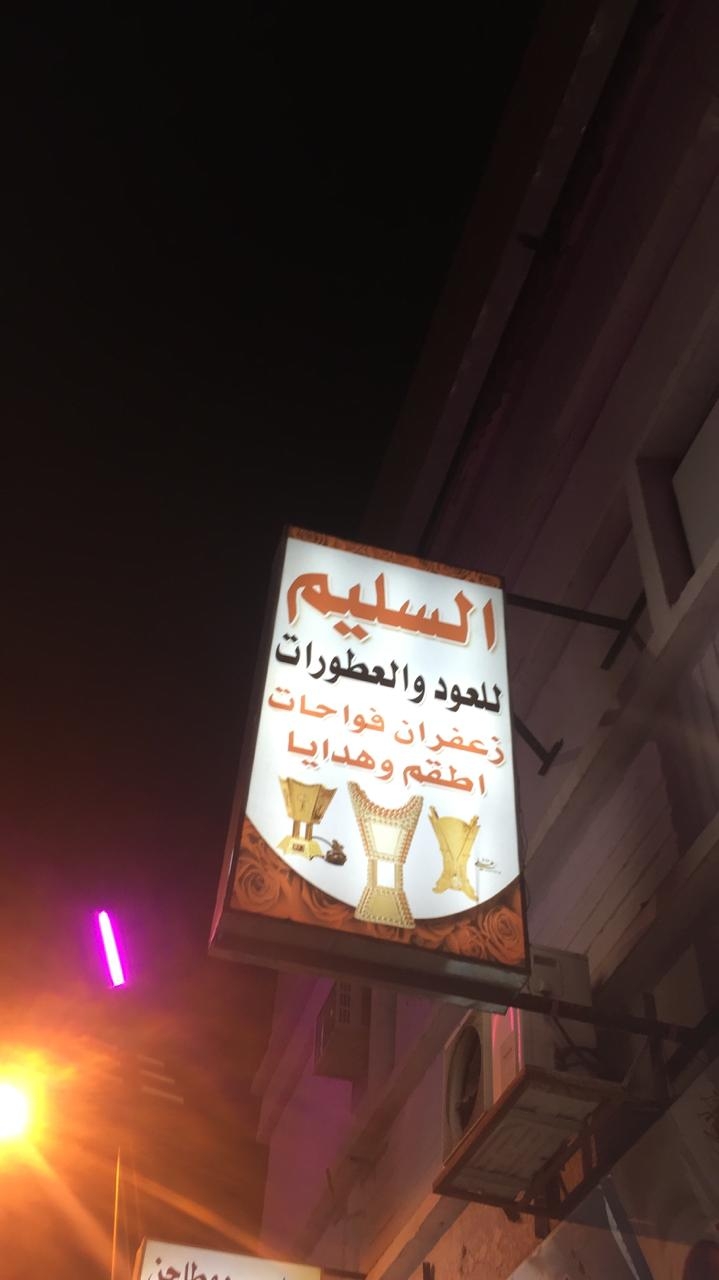 السليم
للعود والعطورات
زعفران فواحات
اطقم وهدايا